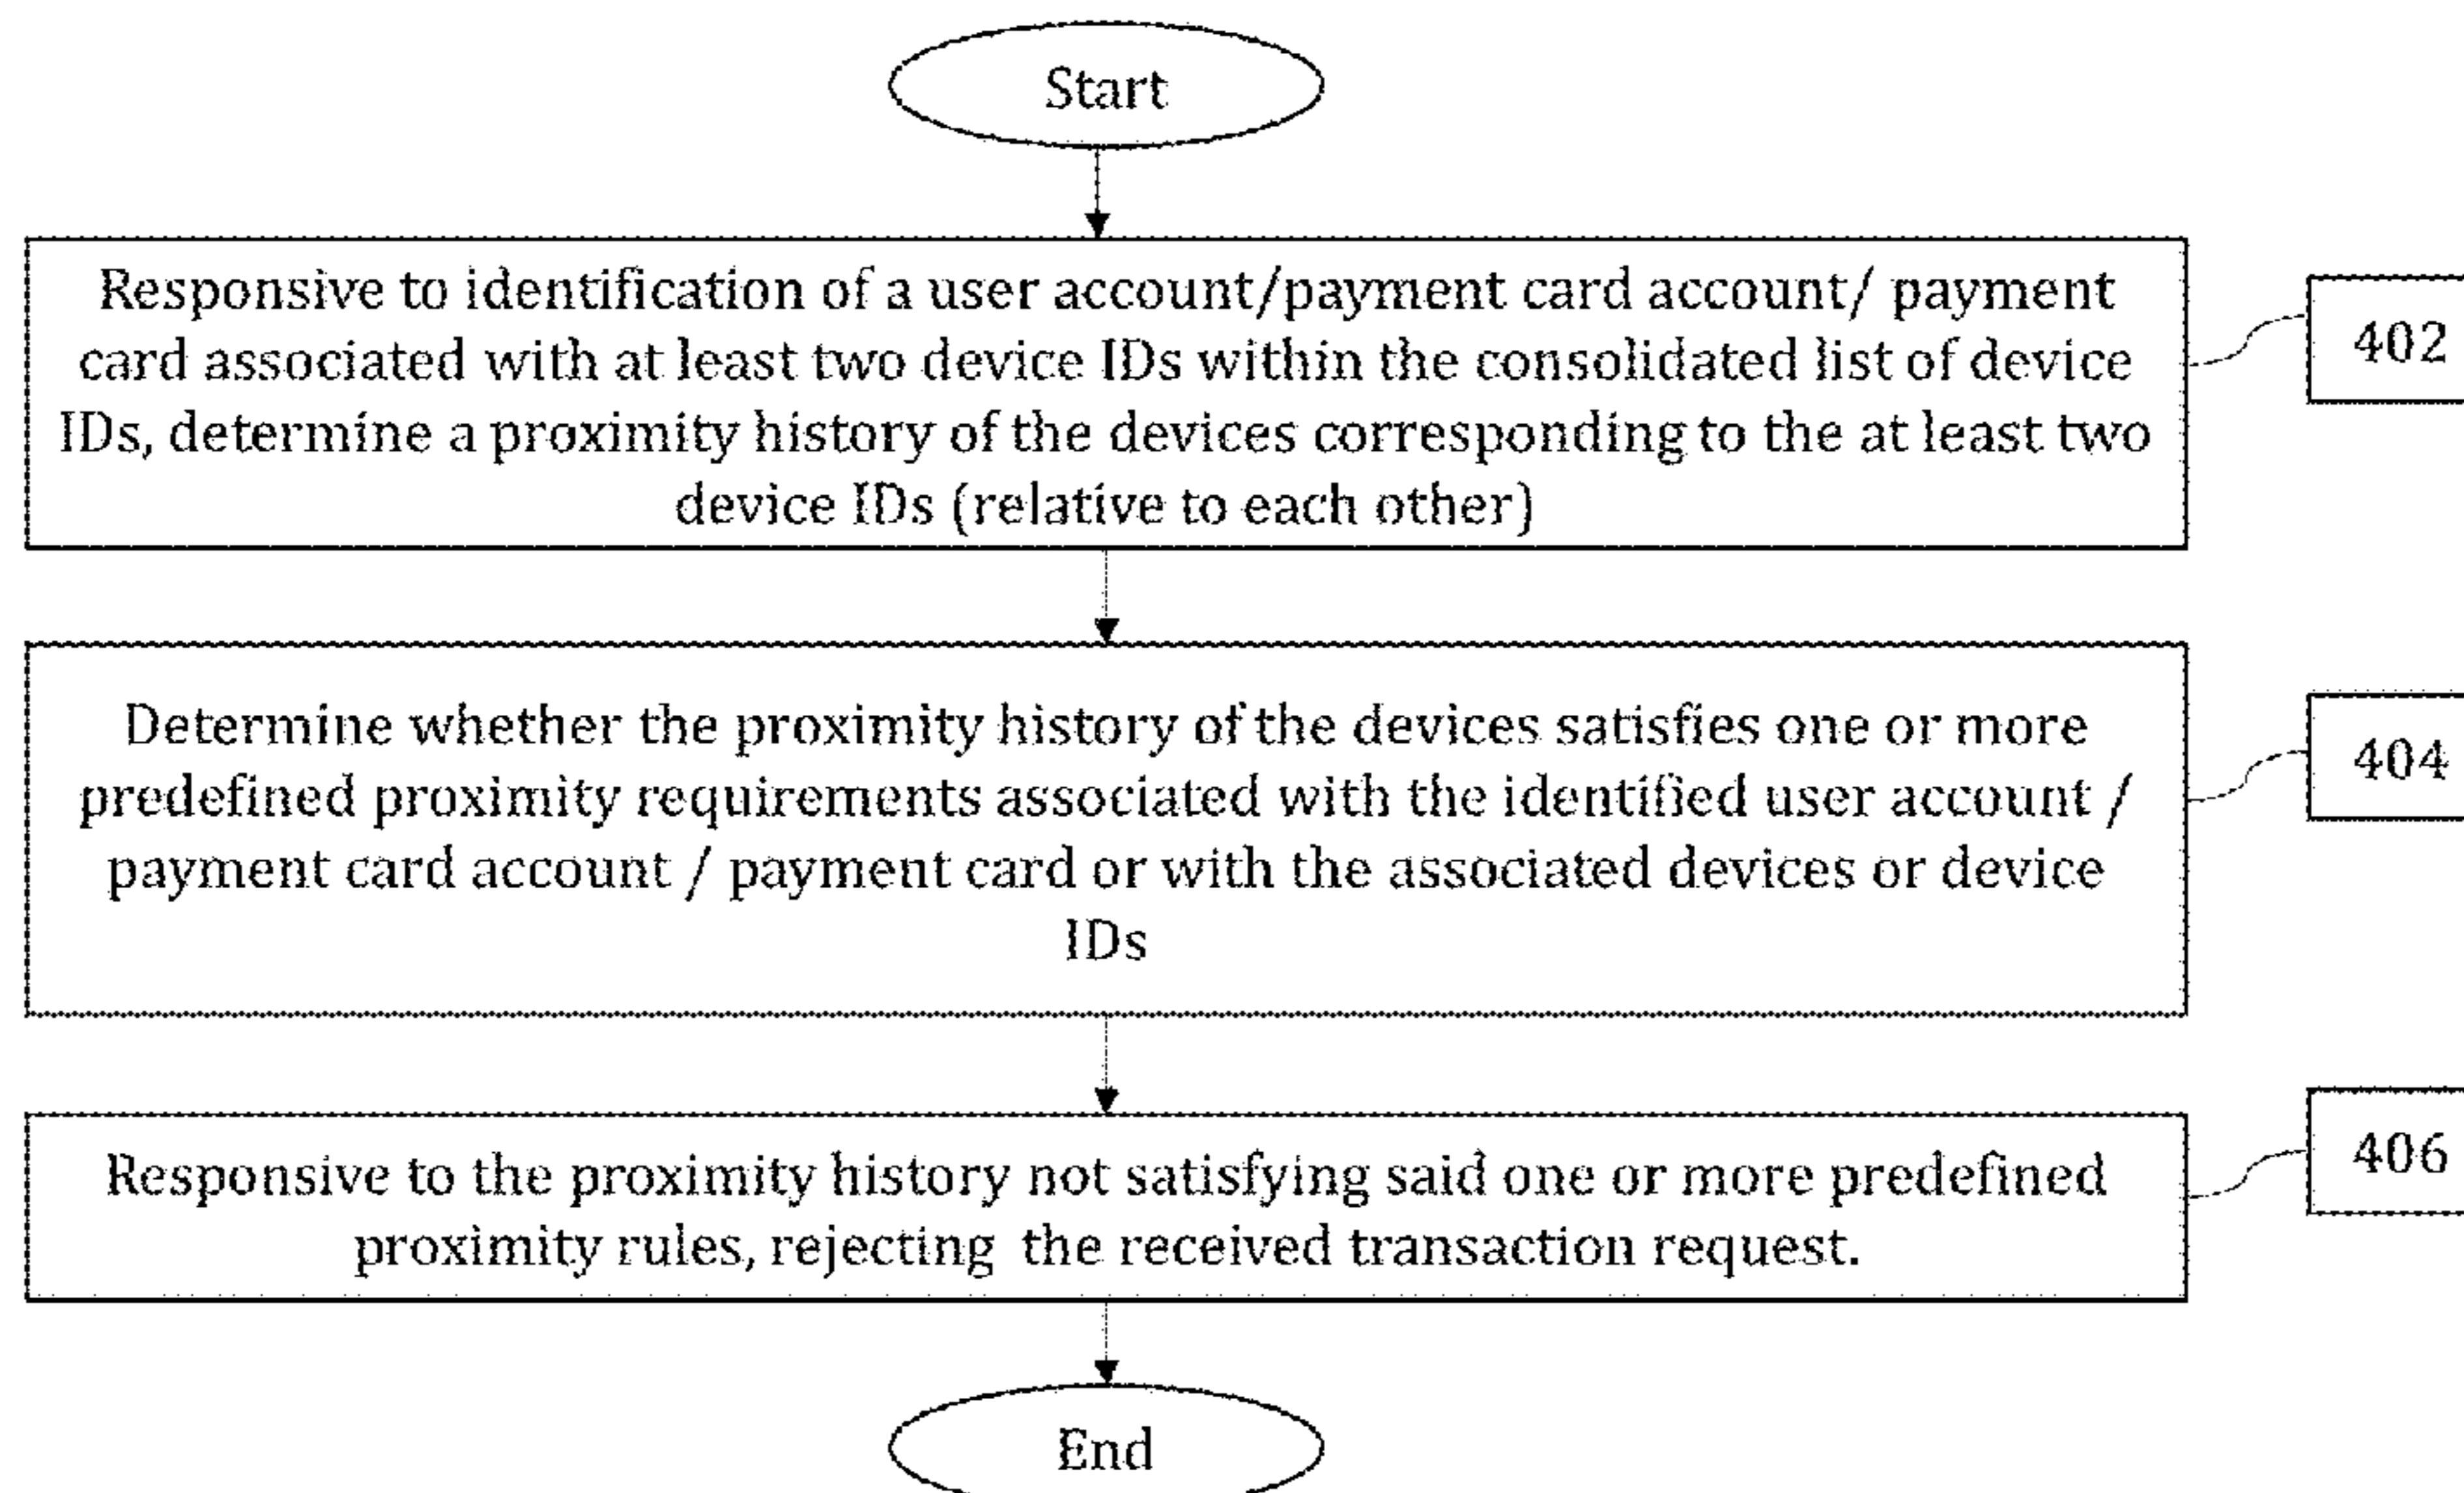 Start
Responsive to identification of a user account/payment card account/ payment
card associated with at least two device IDs within the consolidated list of device
IDs, determine a proximity history of the devices corresponding to the at least two
device IDs (relative to each other)
402
Determine whether the proximity history of the devices satisfies one or more
predefined proximity requirements associated with the identified user account /
payment card account / payment card or with the associated devices or device
IDs
404
Responsive to the proximity history not satisfying said one or more predefined
proximity rules, rejecting the received transaction request.
406
End